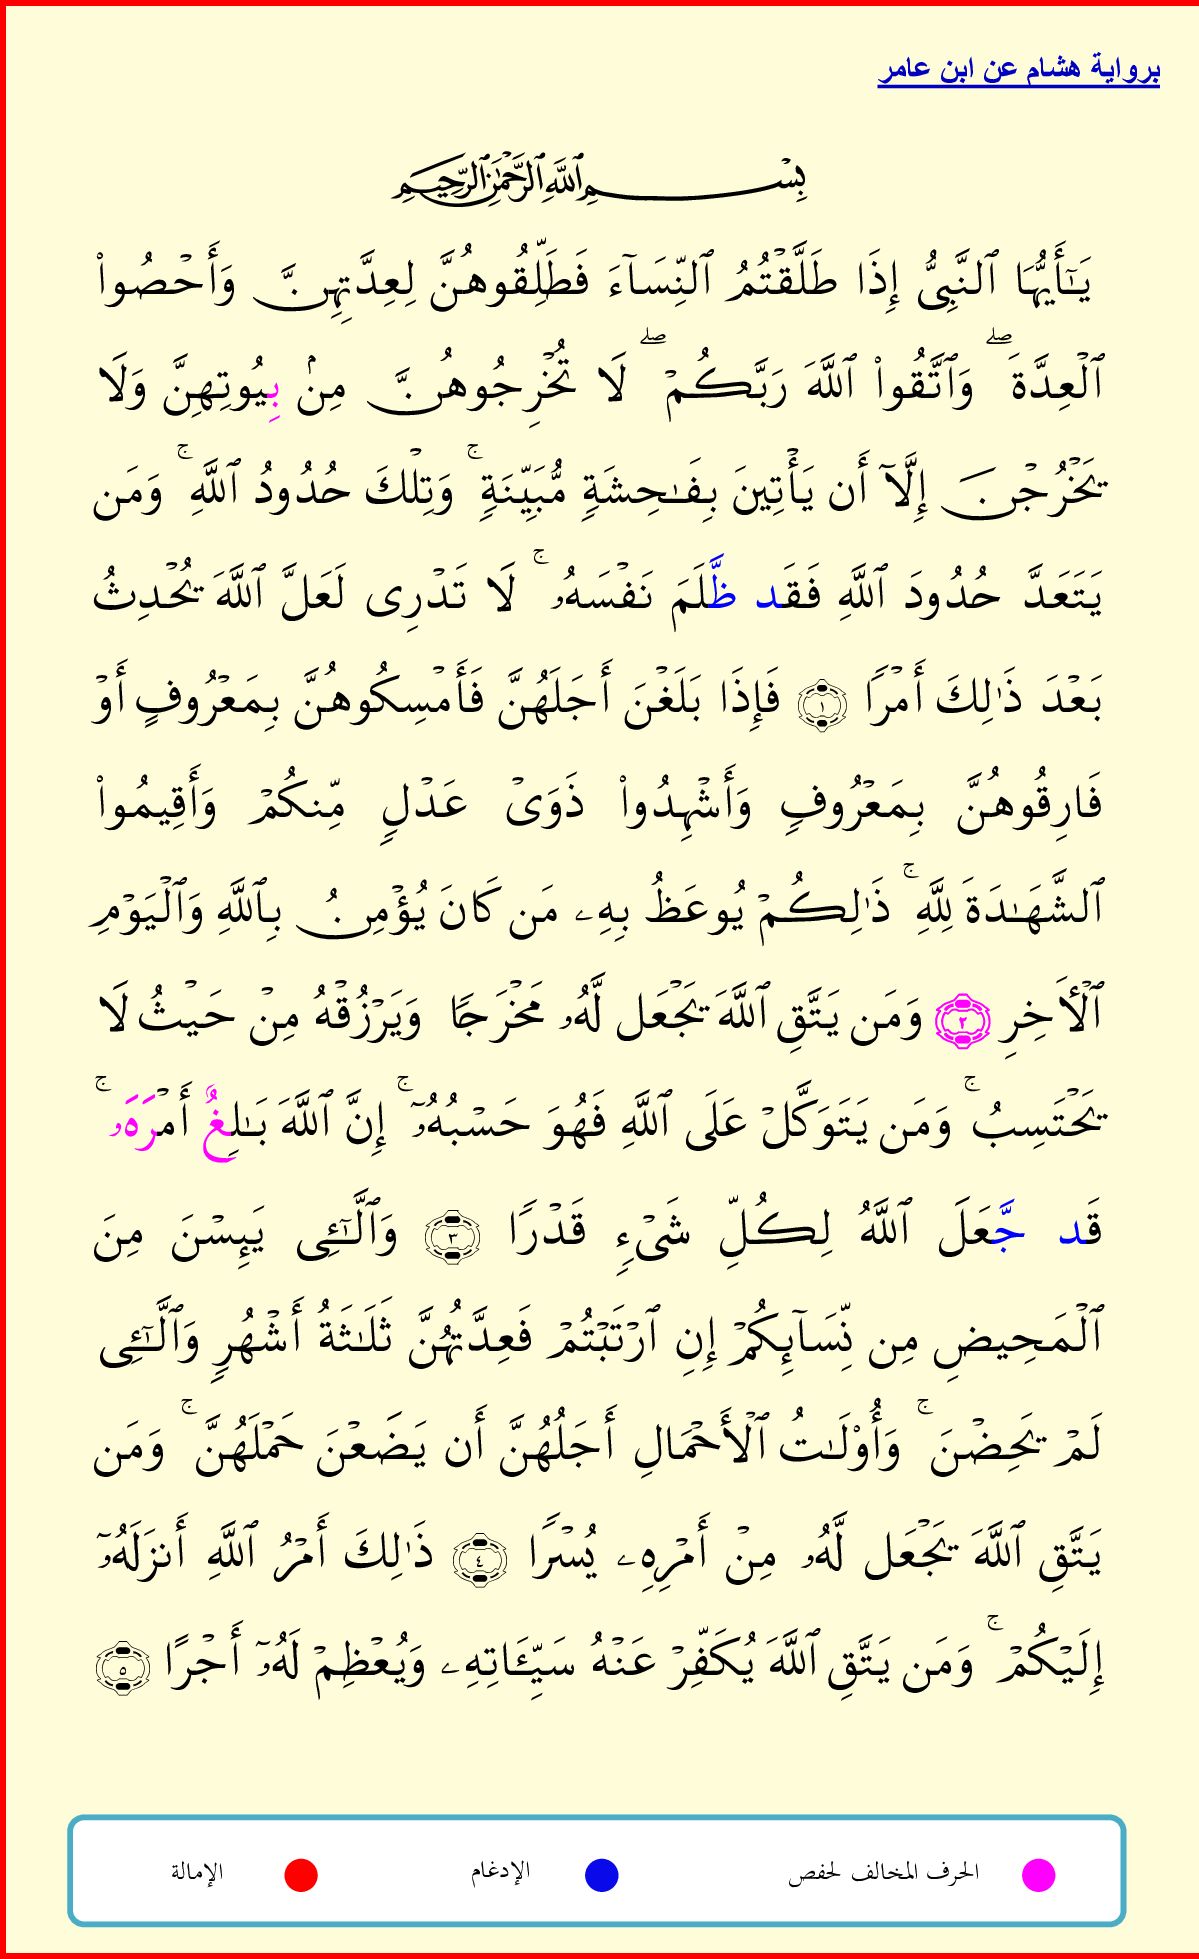 برواية هشام عن ابن عامر
بِسْمِ ٱللَّهِ ٱلرَّحْمَٰنِ ٱلرَّحِيمِ
يَـٰٓأَيُّهَا ٱلنَّبِىُّ إِذَا طَلَّقْتُمُ ٱلنِّسَآءَ فَطَلِّقُوهُنَّ لِعِدَّتِهِنَّ وَأَحْصُوا۟
ٱلْعِدَّةَ ۖ وَٱتَّقُوا۟ ٱللَّهَ رَبَّكُمْ ۖ لَا تُخْرِجُوهُنَّ مِنۢ بِيُوتِهِنَّ وَلَا
يَخْرُجْنَ إِلَّآ أَن يَأْتِينَ بِفَـٰحِشَةٍ مُّبَيِّنَةٍ ۚ وَتِلْكَ حُدُودُ ٱللَّهِ ۚ وَمَن
يَتَعَدَّ حُدُودَ ٱللَّهِ فَقَد ظَّلَمَ نَفْسَهُۥ ۚ لَا تَدْرِى لَعَلَّ ٱللَّهَ يُحْدِثُ
بَعْدَ ذَٰلِكَ أَمْرًا ١ فَإِذَا بَلَغْنَ أَجَلَهُنَّ فَأَمْسِكُوهُنَّ بِمَعْرُوفٍ أَوْ
فَارِقُوهُنَّ بِمَعْرُوفٍ وَأَشْهِدُوا۟ ذَوَىْ عَدْلٍ مِّنكُمْ وَأَقِيمُوا۟
ٱلشَّهَـٰدَةَ لِلَّهِ ۚ ذَٰلِكُمْ يُوعَظُ بِهِۦ مَن كَانَ يُؤْمِنُ بِٱللَّهِ وَٱلْيَوْمِ
ٱلْأَخِرِ ٢ وَمَن يَتَّقِ ٱللَّهَ يَجْعَل لَّهُۥ مَخْرَجًا وَيَرْزُقْهُ مِنْ حَيْثُ لَا
يَحْتَسِبُ ۚ وَمَن يَتَوَكَّلْ عَلَى ٱللَّهِ فَهُوَ حَسْبُهُۥٓ ۚ إِنَّ ٱللَّهَ بَـٰلِغٌ أَمْرَهَۥ ۚ
قَد جَّعَلَ ٱللَّهُ لِكُلِّ شَىْءٍ قَدْرًا ٣ وَٱلَّـٰٓـِٔى يَئِسْنَ مِنَ
ٱلْمَحِيضِ مِن نِّسَآئِكُمْ إِنِ ٱرْتَبْتُمْ فَعِدَّتُهُنَّ ثَلَـٰثَةُ أَشْهُرٍ وَٱلَّـٰٓـِٔى
لَمْ يَحِضْنَ ۚ وَأُو۟لَـٰتُ ٱلْأَحْمَالِ أَجَلُهُنَّ أَن يَضَعْنَ حَمْلَهُنَّ ۚ وَمَن
يَتَّقِ ٱللَّهَ يَجْعَل لَّهُۥ مِنْ أَمْرِهِۦ يُسْرًا ٤ ذَٰلِكَ أَمْرُ ٱللَّهِ أَنزَلَهُۥٓ
إِلَيْكُمْ ۚ وَمَن يَتَّقِ ٱللَّهَ يُكَفِّرْ عَنْهُ سَيِّـَٔاتِهِۦ وَيُعْظِمْ لَهُۥٓ أَجْرًا ٥
الحرف المخالف لحفص الإدغام الإمالة